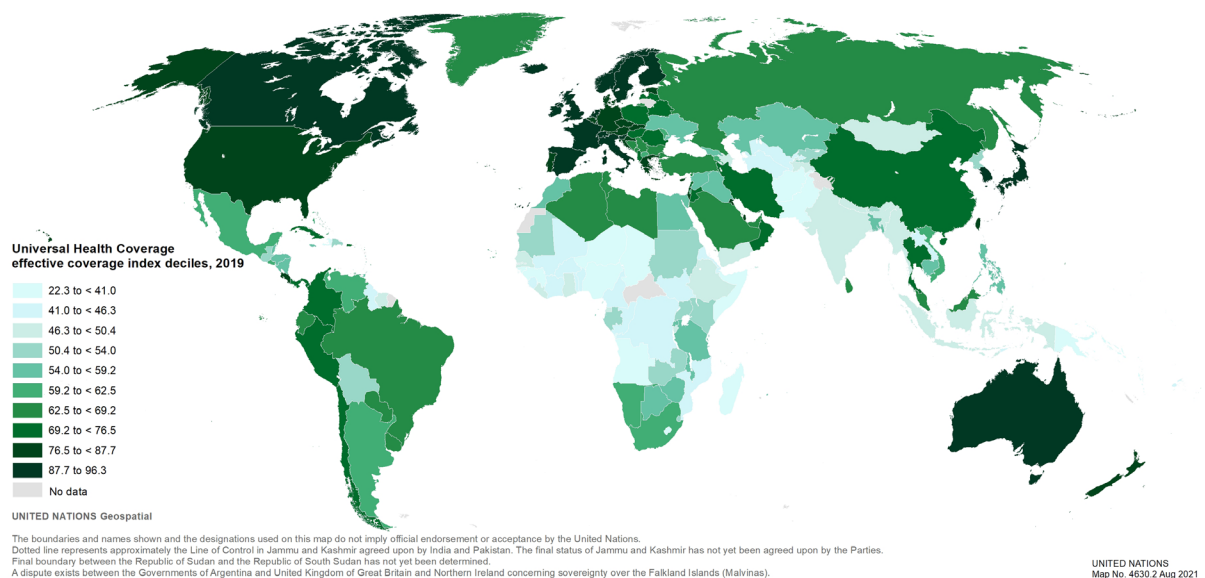 Universal Health Coverage
effective coverage index deciles, 2019
22.3 to < 41.0
41.0 to < 46.3
46.3 to < 50.4
50.4 to < 54.0
54.0 to < 59.2
59.2 to < 62.5
62.5 to < 69.2
69.2 to < 76.5
76.5 to < 87.7
87.7 to 96.3
No data
UNITED NATIONS Geospatial
The boundaries and names shown and the designations used on this map do not imply official endorsement or acceptance by the United Nations.
Dotted line represents approximately the Line of Control in Jammu and Kashmir agreed upon by India and Pakistan. The final status of Jammu and Kashmir has not yet been agreed upon by the Parties.
Final boundary between the Republic of Sudan and the Republic of South Sudan has not yet been determined.
A dispute exists between the Governments of Argentina and United Kingdom of Great Britain and Northern Ireland concerning sovereignty over the Falkland Islands (Malvinas).
UNITED NATIONS
Map No. 4630.2 Aug 2021